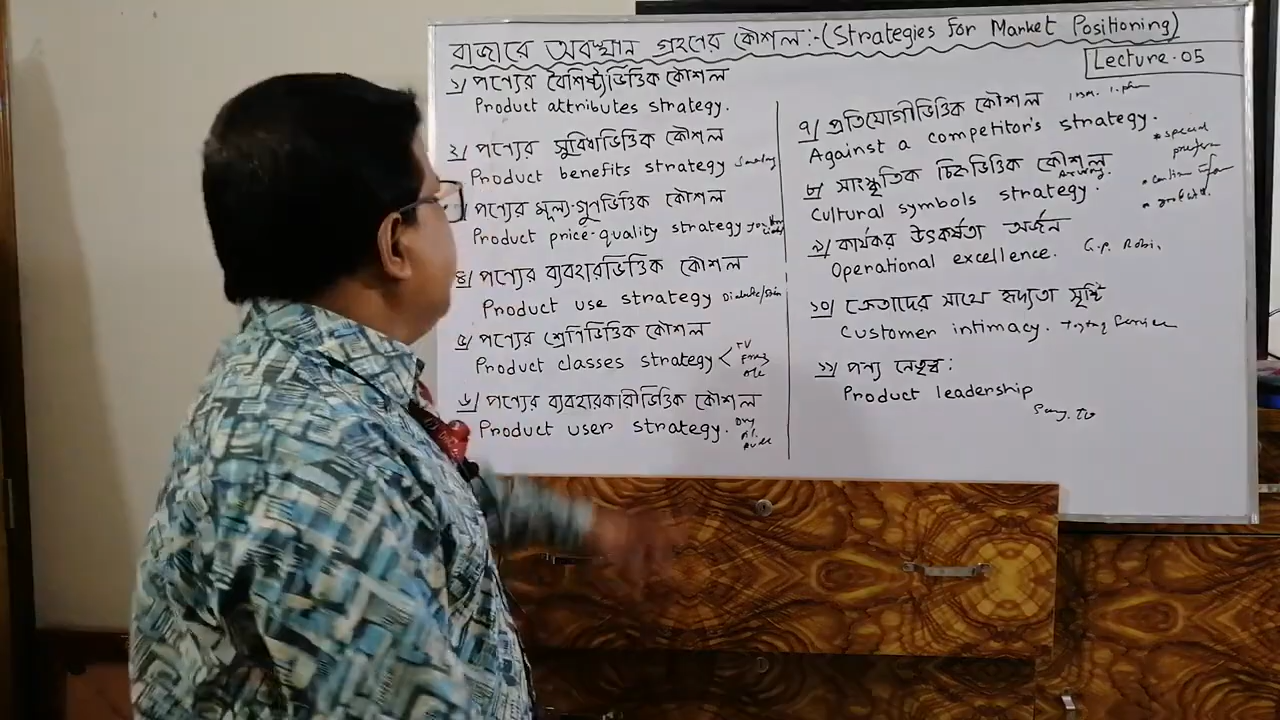 বাজারে অবস্থান গ্রহণের কৌশল:-(Strategies for Market Positioning)
Lecture-05
১/ পণ্যের বৈশিষ্ট্যভিত্তিক কৌশল
Product attributes strategy.
২/ পণ্যের সুবিধাভিত্তিক কৌশল
Product benefits strategy
পণ্যের মূল্য-গুণভিত্তিক কৌশল
Product price-quality strategy
৪/ পণ্যের ব্যবহারভিত্তিক কৌশল
Product use strategy
৫/ পণ্যের শ্রেণিভিত্তিক কৌশল
Product classes strategy < TV
৬/ পণ্যের ব্যবহারকারীভিত্তিক কৌশল
Product user strategy.
৭/ প্রতিযোগীভিত্তিক কৌশল
Against a competitor's strategy.
* special
৮/ সাংস্কৃতিক চিহ্নভিত্তিক কৌশল
Cultural symbols strategy.
৯/ কার্যকর উৎকর্ষতা অর্জন
Operational excellence. G.p. Robi,
১০/ ক্রেতাদের সাথে হৃদ্যতা সৃষ্টি
Customer intimacy.
১১/ পণ্য নেতৃত্ব:
Product leadership